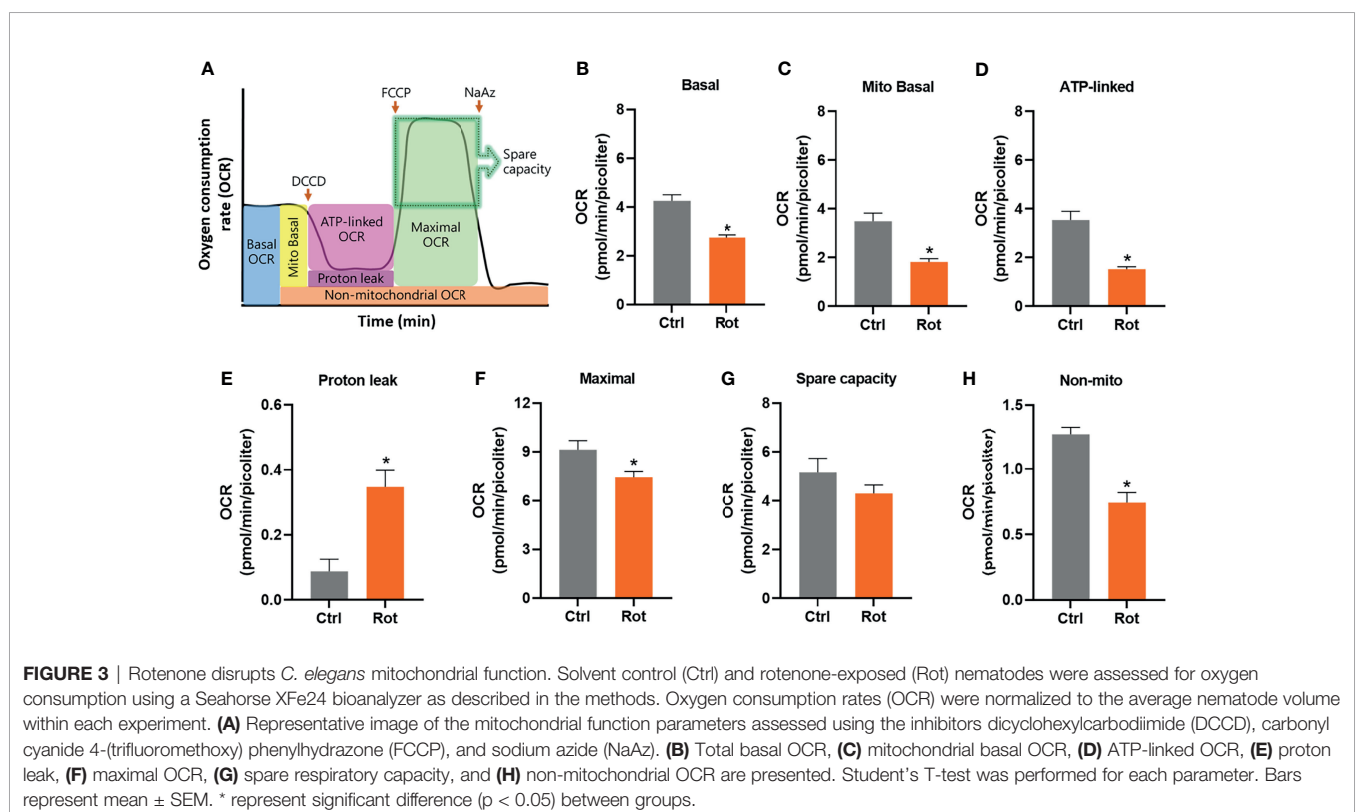 A
FCCP
NaAz
DCCD
Spare
capacity
Oxygen consumption
rate (OCR)
Basal
OCR
Mito Basal
ATP-linked
OCR
Proton leak
Maximal
OCR
Non-mitochondrial OCR
Time (min)
B
Basal
OCR
(pmol/min/picoliter)
8
6
4
2
0
*
Ctrl
Rot
C
Mito Basal
OCR
(pmol/min/picoliter)
8
6
4
2
0
*
Ctrl
Rot
D
ATP-linked
OCR
(pmol/min/picoliter)
8
6
4
2
0
*
Ctrl
Rot
E
Proton leak
OCR
(pmol/min/picoliter)
0.6
0.4
0.2
0.0
*
Ctrl
Rot
F
Maximal
OCR
(pmol/min/picoliter)
12
9
6
3
0
*
Ctrl
Rot
G
Spare capacity
OCR
(pmol/min/picoliter)
8
6
4
2
0
Ctrl
Rot
H
Non-mito
OCR
(pmol/min/picoliter)
1.5
1.0
0.5
0.0
*
Ctrl
Rot
FIGURE 3 | Rotenone disrupts C. elegans mitochondrial function. Solvent control (Ctrl) and rotenone-exposed (Rot) nematodes were assessed for oxygen
consumption using a Seahorse XFe24 bioanalyzer as described in the methods. Oxygen consumption rates (OCR) were normalized to the average nematode volume
within each experiment. (A) Representative image of the mitochondrial function parameters assessed using the inhibitors dicyclohexylcarbodiimide (DCCD), carbonyl
cyanide 4-(trifluoromethoxy) phenylhydrazone (FCCP), and sodium azide (NaAz). (B) Total basal OCR, (C) mitochondrial basal OCR, (D) ATP-linked OCR, (E) proton
leak, (F) maximal OCR, (G) spare respiratory capacity, and (H) non-mitochondrial OCR are presented. Student's T-test was performed for each parameter. Bars
represent mean ± SEM. * represent significant difference (p < 0.05) between groups.